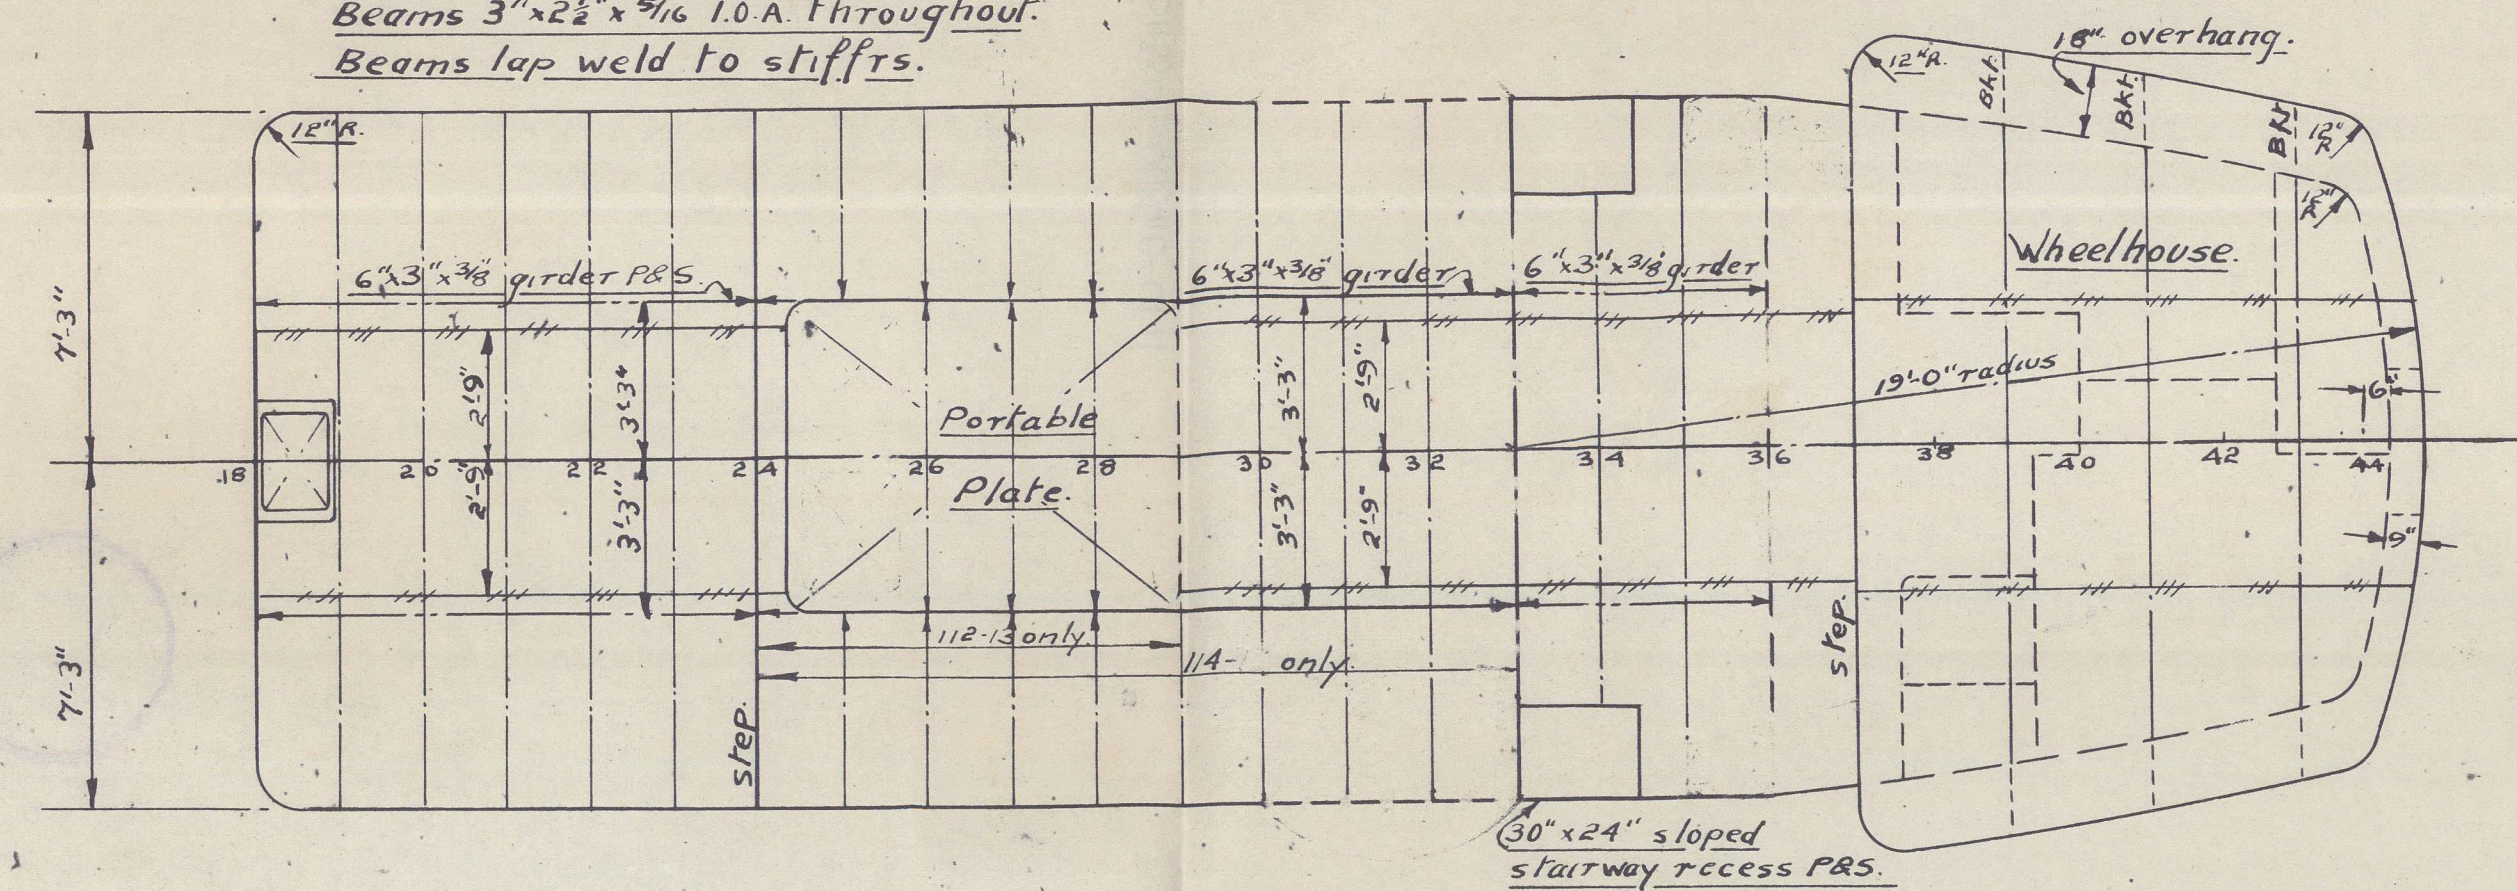 Beams 3"x2½"x 5/16 I.O.A. throughout.
Beams lap weld to stiffrs.
18" overhang.
12"R.
12"R.
Bkt.
Bkt.
Bkt
12"R
12"R
Wheelhouse.
6"x3"x3/8" girder P&S.
6"x3"x3/8" girder
6"x3"x3/8" girder
7'-3"
2'-9"
3'-3"
3'-3"
2'-9"
19'-0" radius
6"
Portable
Plate.
18 20 22 24 26 28 30 32 34 36 38 40 42 44
7'-3"
2'-9"
3'-3"
3'-3"
2'-9"
9"
112-13 only.
114- only
step.
step.
30"x24" sloped
stairway recess P&S.